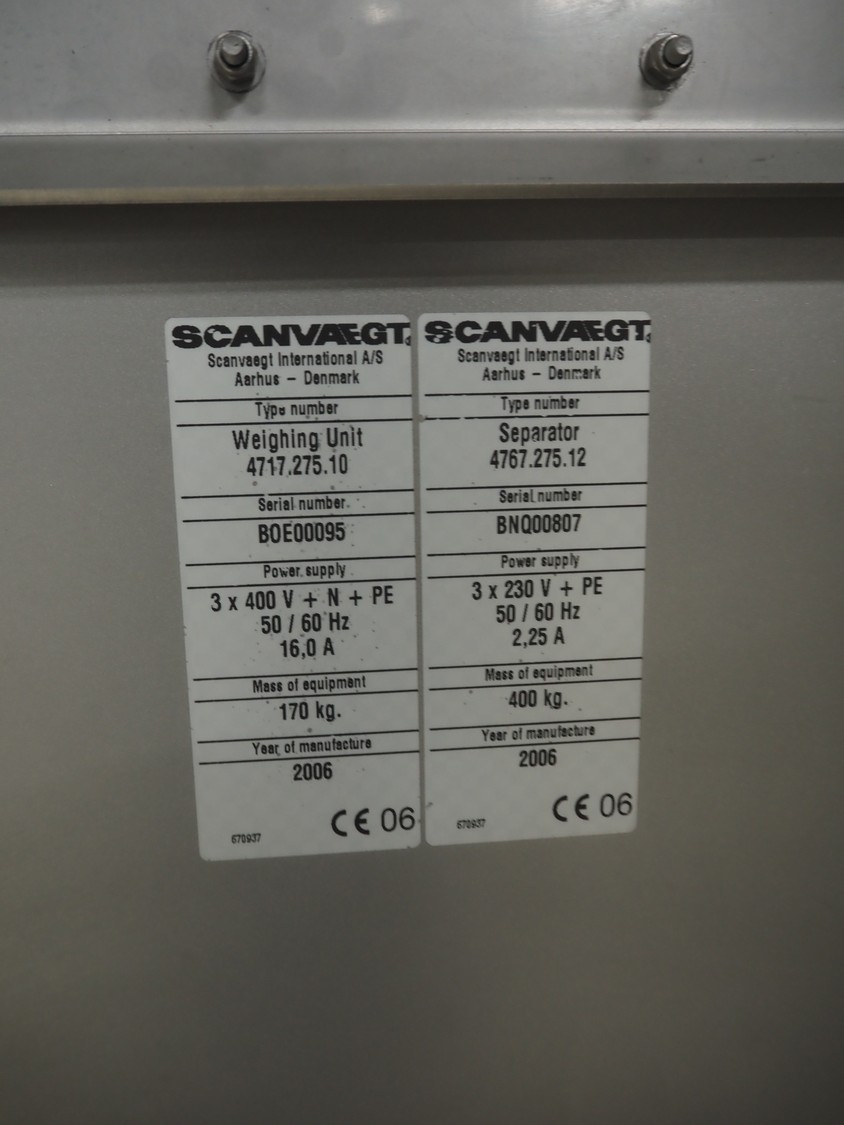 SCANVAEGT
Scanvaegt International A/S
Aarhus – Denmark
Type number
Weighing Unit
4717.275.10
Serial number
BOE00095
Power supply
3 x 400 V + N + PE
50 / 60 Hz
16,0 A
Mass of equipment
170 kg.
Year of manufacture
2006
CE 06
670937
SCANVAEGT
Scanvaegt International A/S
Aarhus – Denmark
Type number
Separator
4767.275.12
Serial number
BNQ00807
Power supply
3 x 230 V + PE
50 / 60 Hz
2,25 A
Mass of equipment
400 kg.
Year of manufacture
2006
CE 06
670937